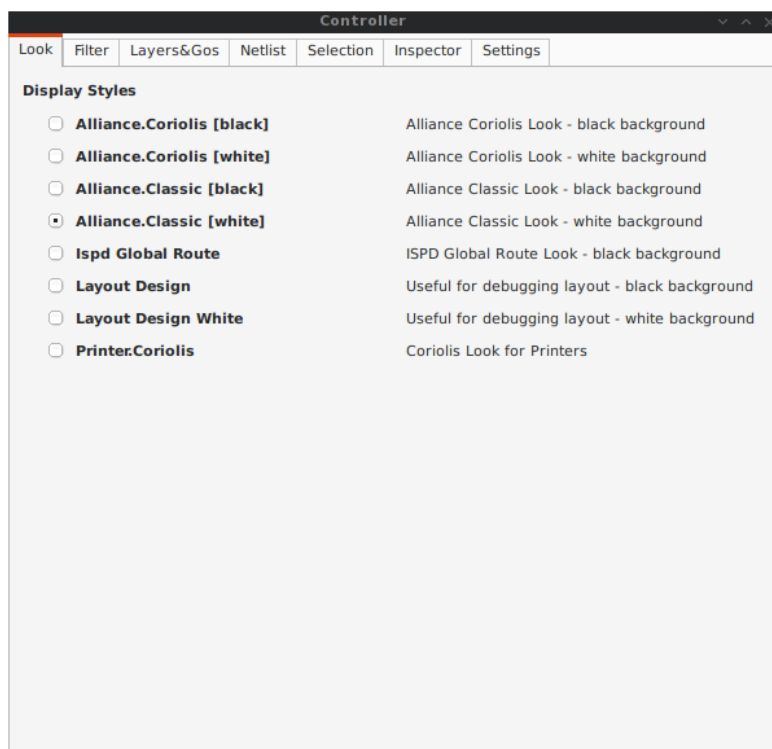 Controller
Look Filter Layers&Gos Netlist Selection Inspector Settings
Display Styles
Alliance.Coriolis [black] Alliance Coriolis Look - black background
Alliance.Coriolis [white] Alliance Coriolis Look - white background
Alliance.Classic [black] Alliance Classic Look - black background
Alliance.Classic [white] Alliance Classic Look - white background
Ispd Global Route ISPD Global Route Look - black background
Layout Design Useful for debugging layout - black background
Layout Design White Useful for debugging layout - white background
Printer.Coriolis Coriolis Look for Printers